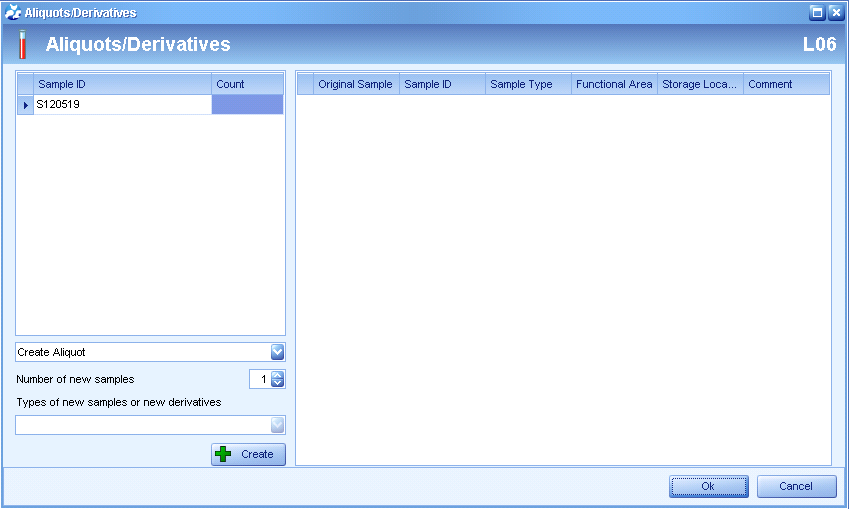 Aliquots/Derivatives
Aliquots/Derivatives L06
Sample ID Count
S120519
Original Sample Sample ID Sample Type Functional Area Storage Loca... Comment
Create Aliquot
Number of new samples 1
Types of new samples or new derivatives
Create
Ok Cancel